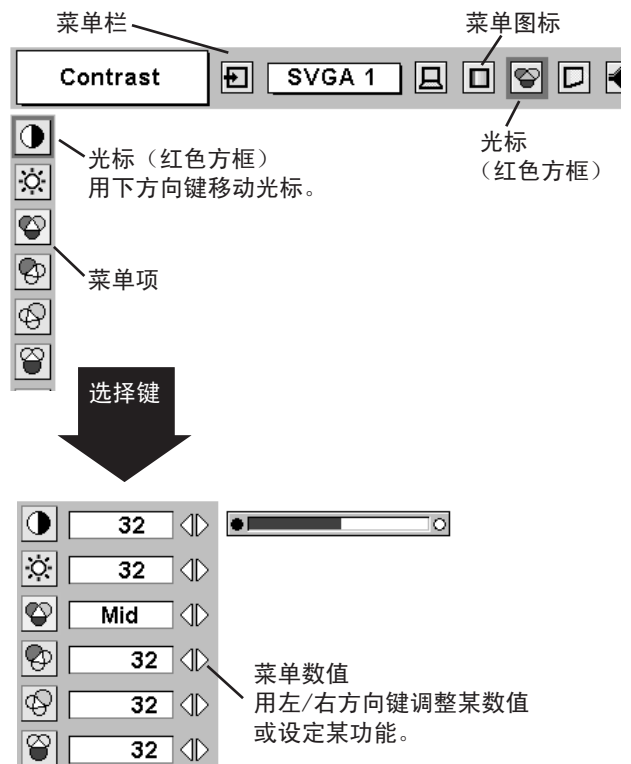 菜单栏
菜单图标
Contrast
SVGA 1
光标
（红色方框）
光标（红色方框）
用下方向键移动光标。
菜单项
选择键
32
32
Mid
32
32
32
菜单数值
用左/右方向键调整某数值
或设定某功能。